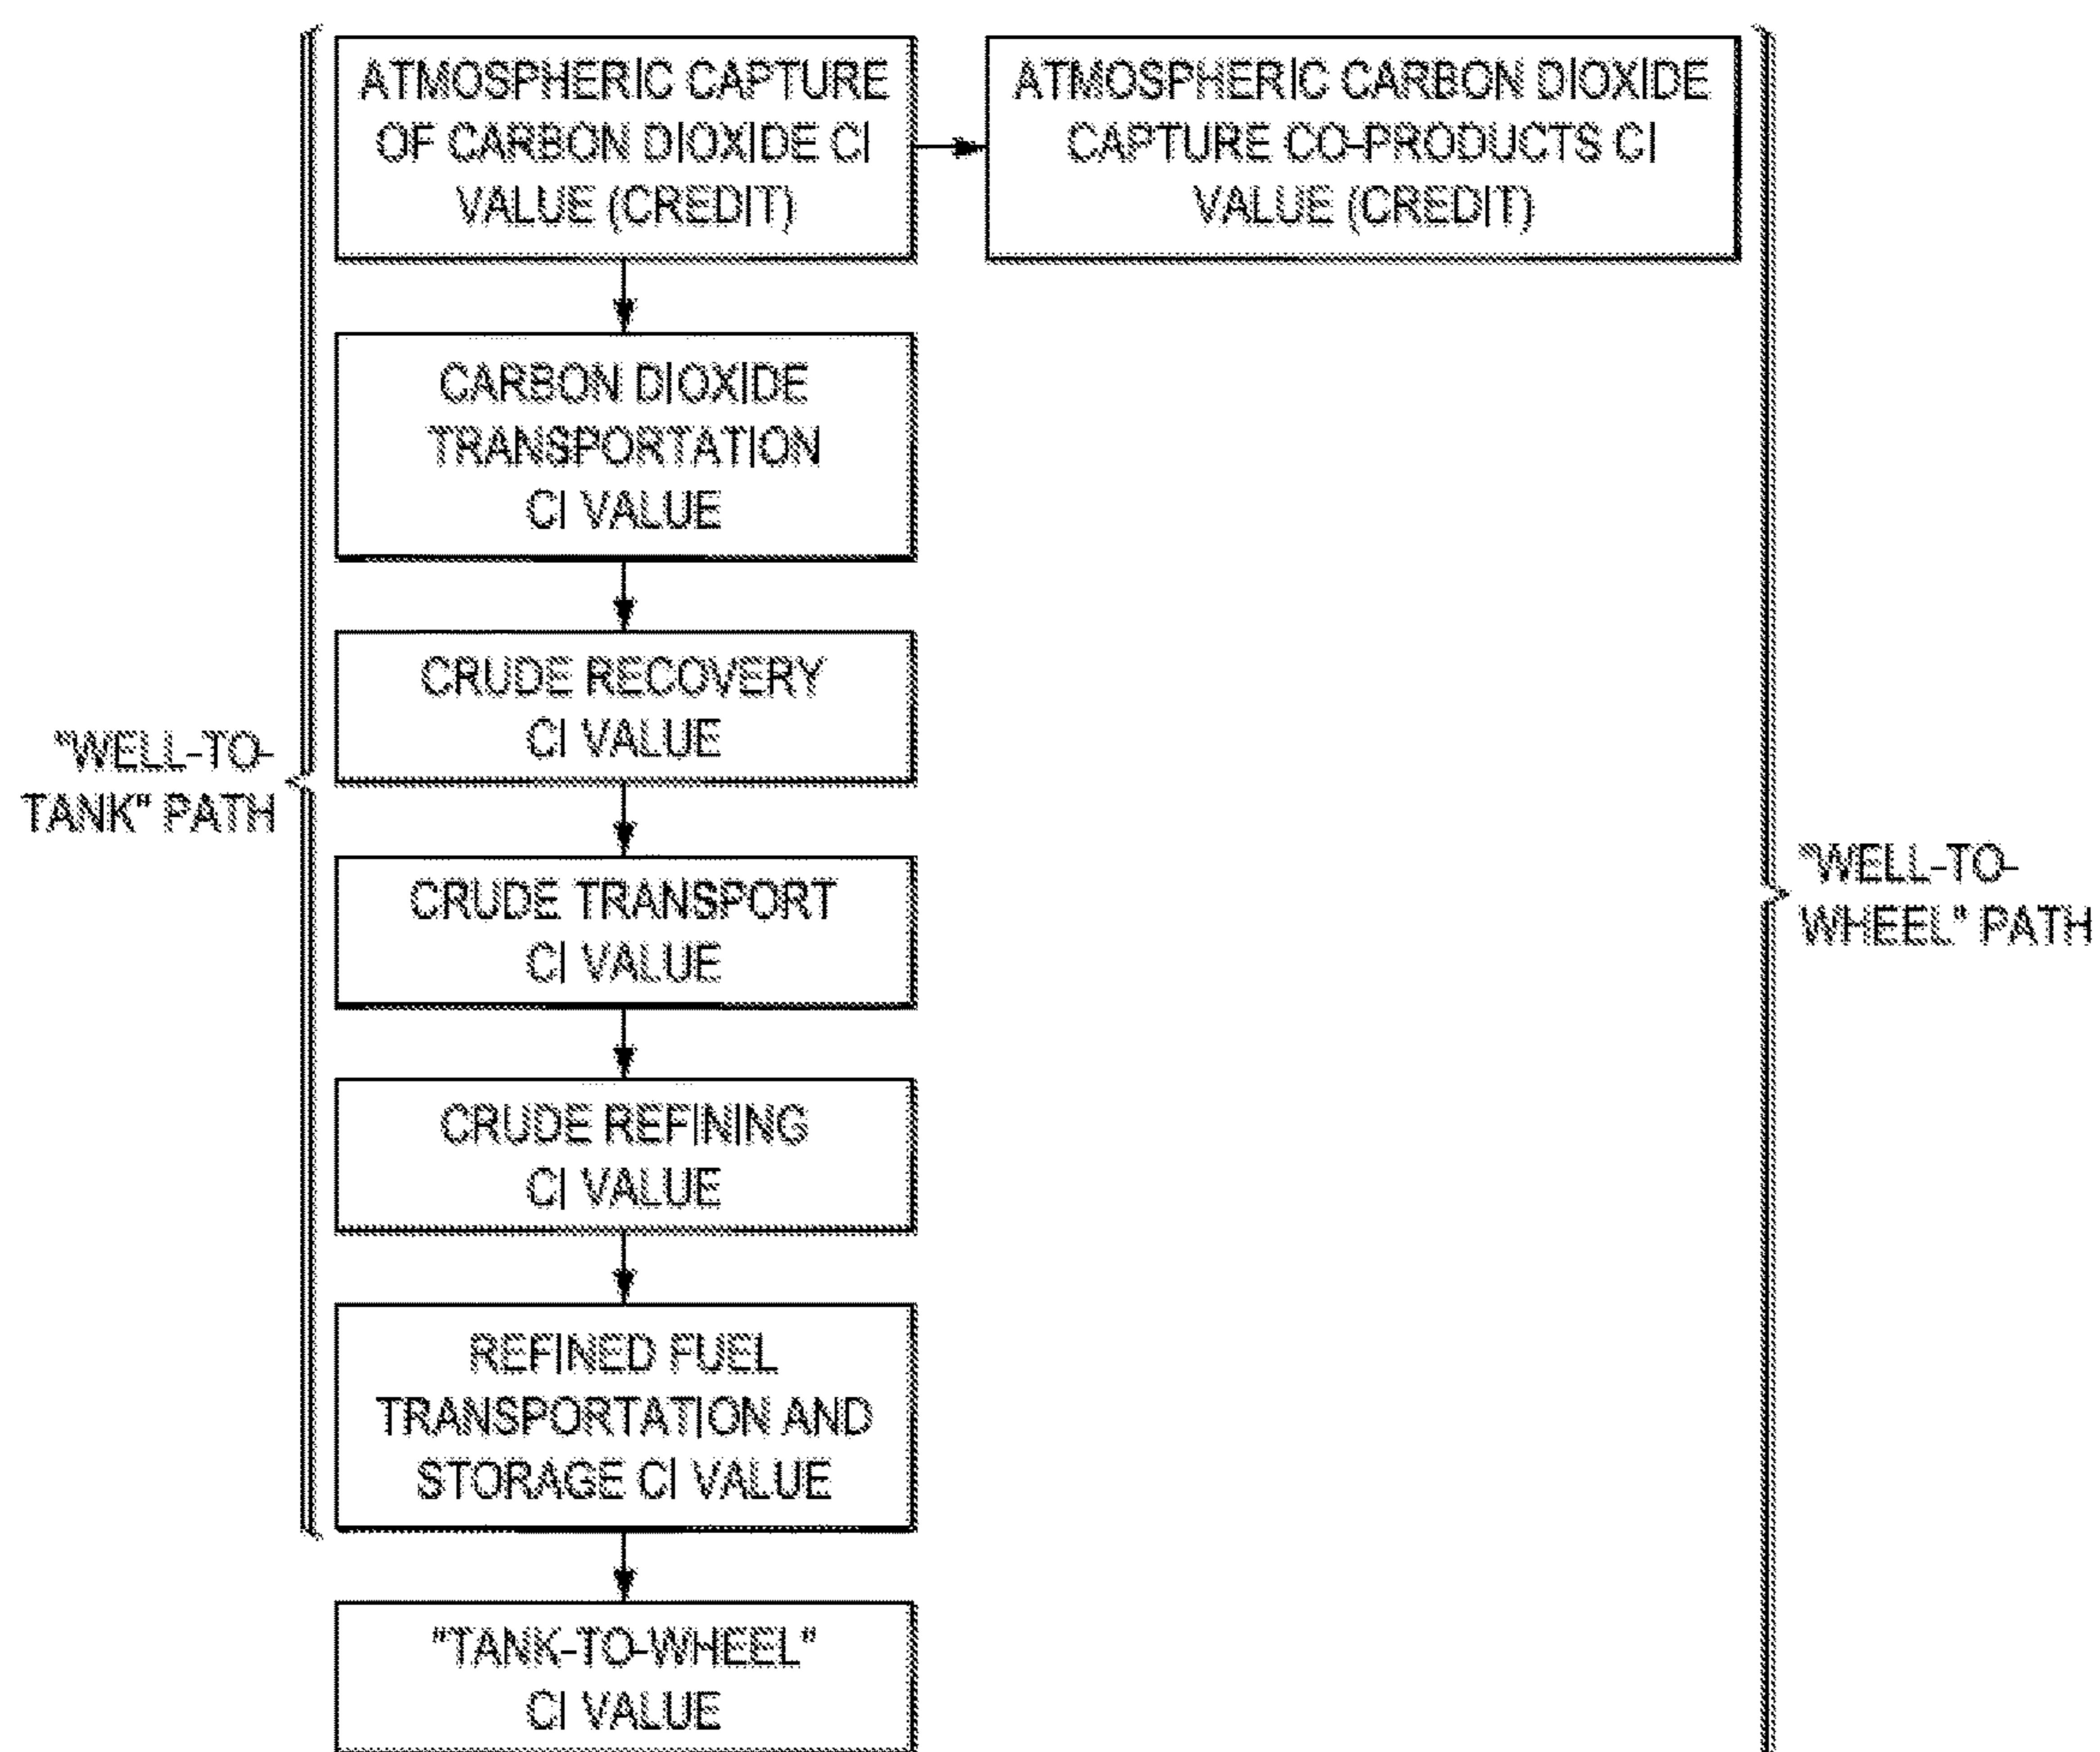 ATMOSPHERIC CAPTURE
OF CARBON DIOXIDE CI
VALUE (CREDIT)
ATMOSPHERIC CARBON DIOXIDE
CAPTURE CO-PRODUCTS CI
VALUE (CREDIT)
CARBON DIOXIDE
TRANSPORTATION
CI VALUE
CRUDE RECOVERY
CI VALUE
"WELL-TO-
TANK" PATH
CRUDE TRANSPORT
CI VALUE
"WELL-TO-
WHEEL" PATH
CRUDE REFINING
CI VALUE
REFINED FUEL
TRANSPORTATION AND
STORAGE CI VALUE
"TANK-TO-WHEEL"
CI VALUE